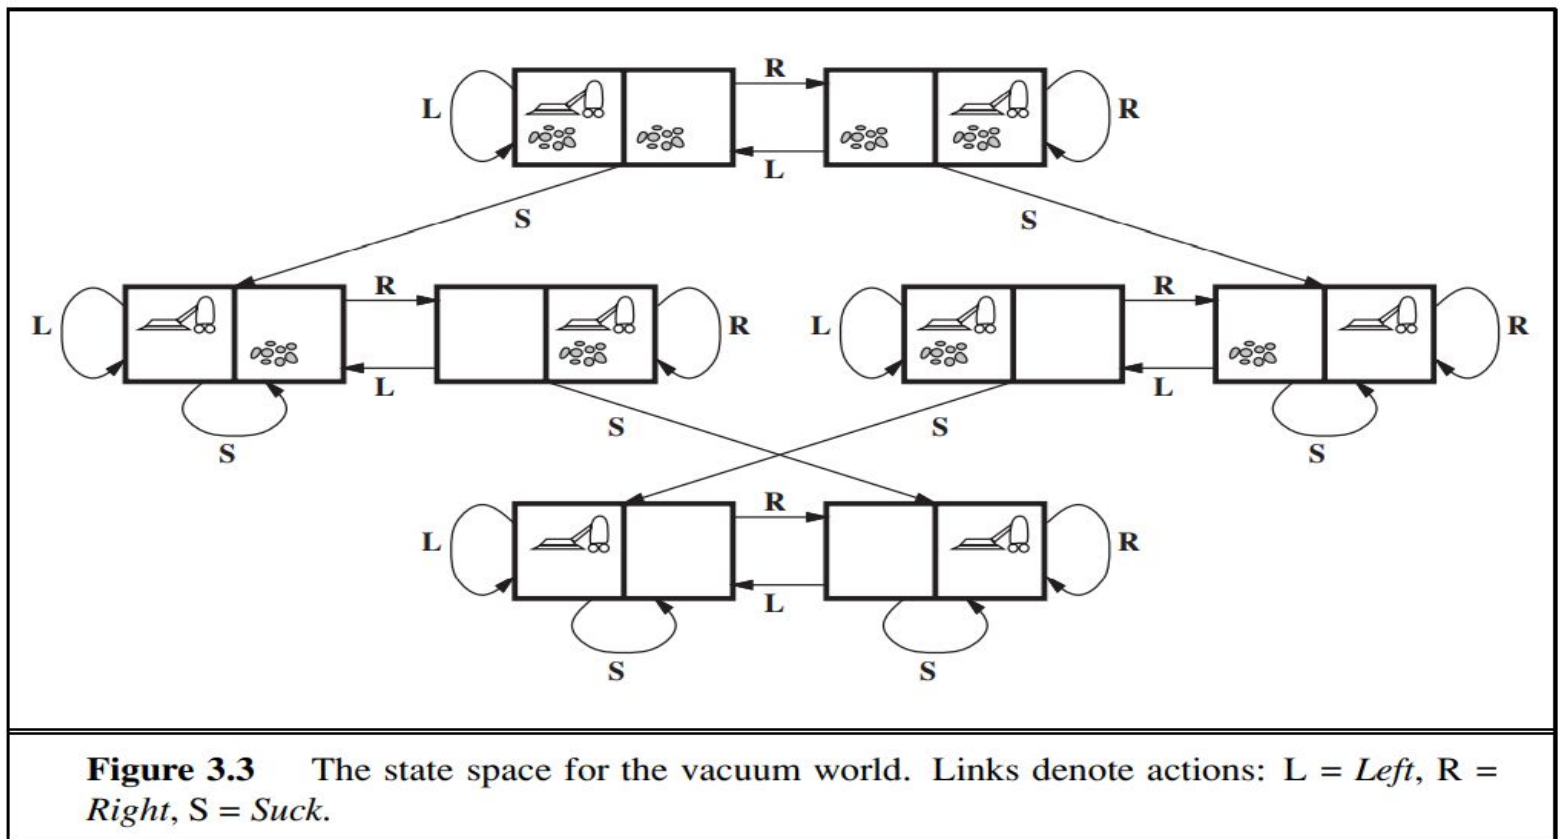 R
L R
L
S S
R R
L R L R
L L
S S S S
R
L R
L
S S
Figure 3.3 The state space for the vacuum world. Links denote actions: L = Left, R =
Right, S = Suck.